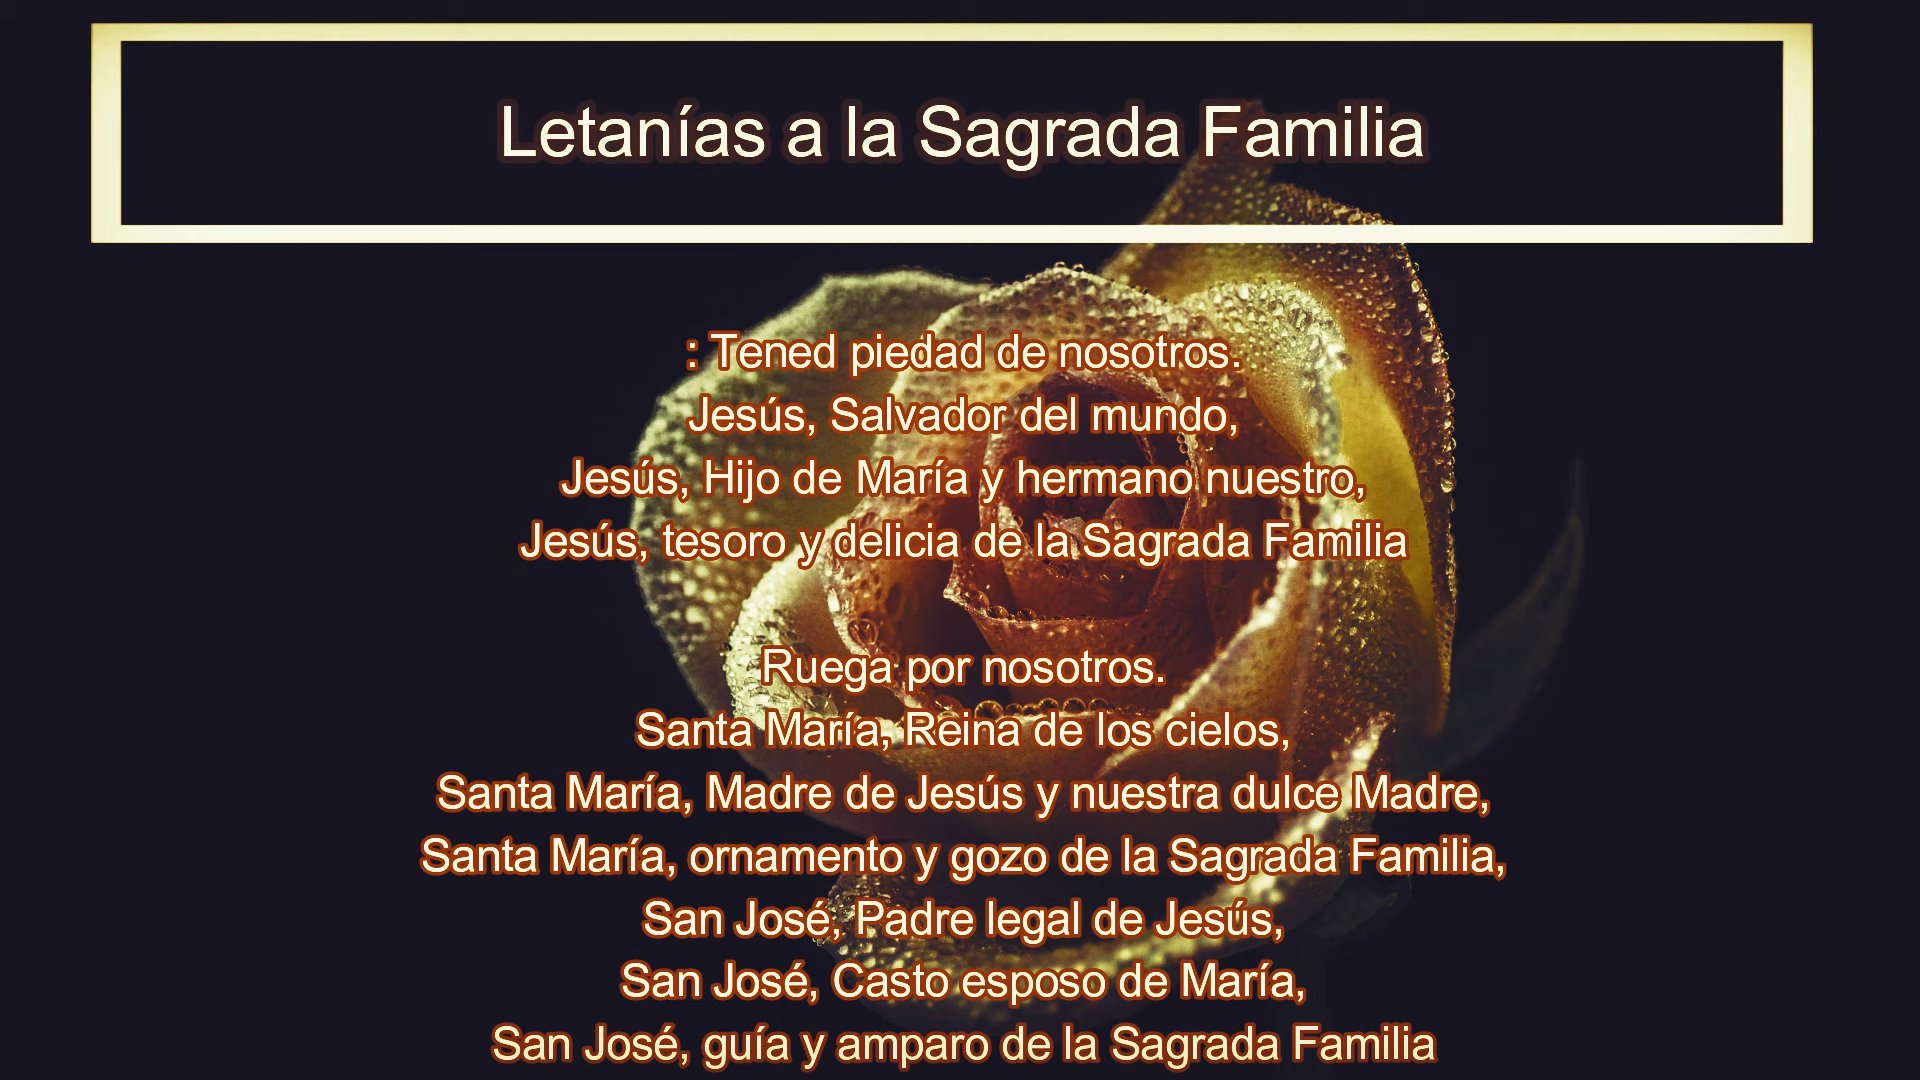 Letanías a la Sagrada Familia
: Tened piedad de nosotros.
Jesús, Salvador del mundo,
Jesús, Hijo de María y hermano nuestro,
Jesús, tesoro y delicia de la Sagrada Familia
Ruega por nosotros.
Santa María, Reina de los cielos,
Santa María, Madre de Jesús y nuestra dulce Madre,
Santa María, ornamento y gozo de la Sagrada Familia,
San José, Padre legal de Jesús,
San José, Casto esposo de María,
San José, guía y amparo de la Sagrada Familia